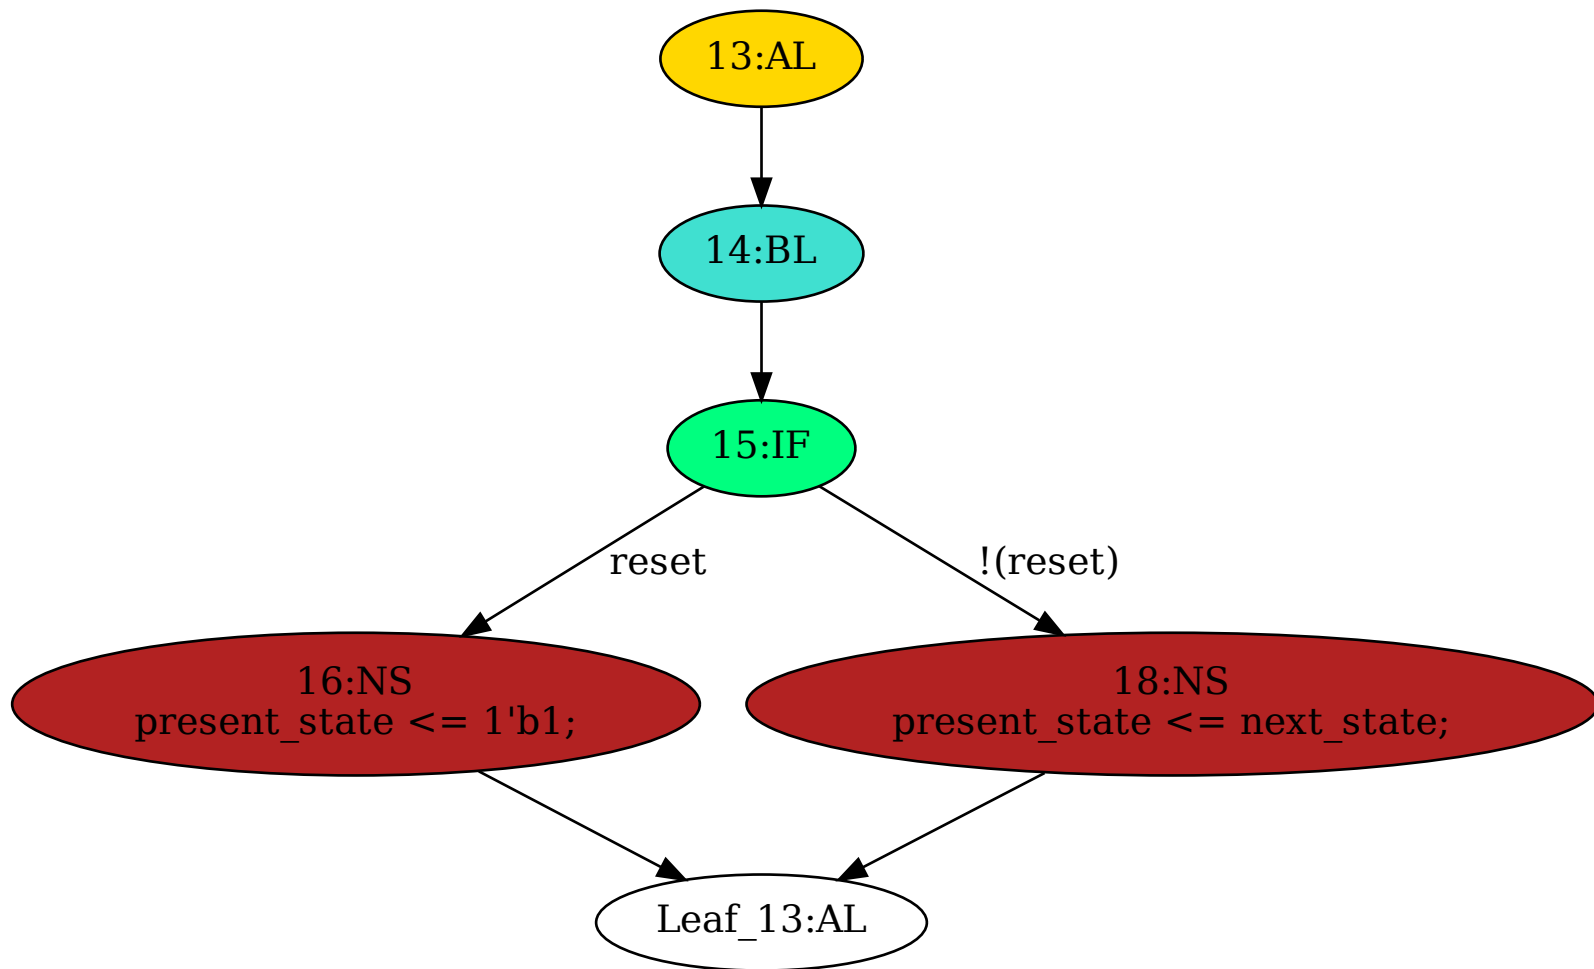 13:AL
14:BL
15:IF
reset
!(reset)
16:NS
present_state <= 1'b1;
18:NS
present_state <= next_state;
Leaf_13:AL